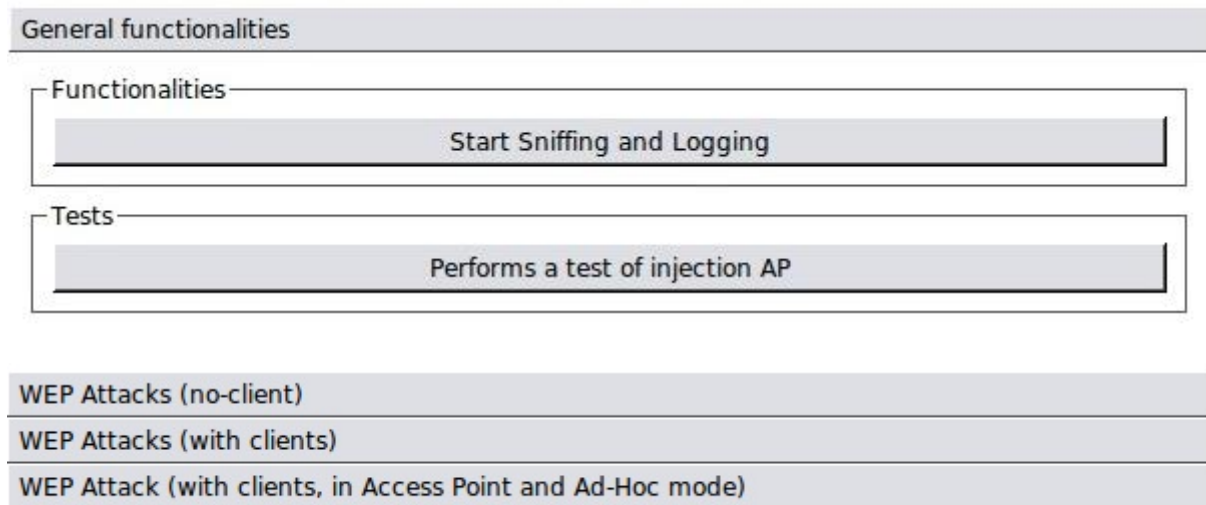 General functionalities
Functionalities
Start Sniffing and Logging
Tests
Performs a test of injection AP
WEP Attacks (no-client)
WEP Attacks (with clients)
WEP Attack (with clients, in Access Point and Ad-Hoc mode)